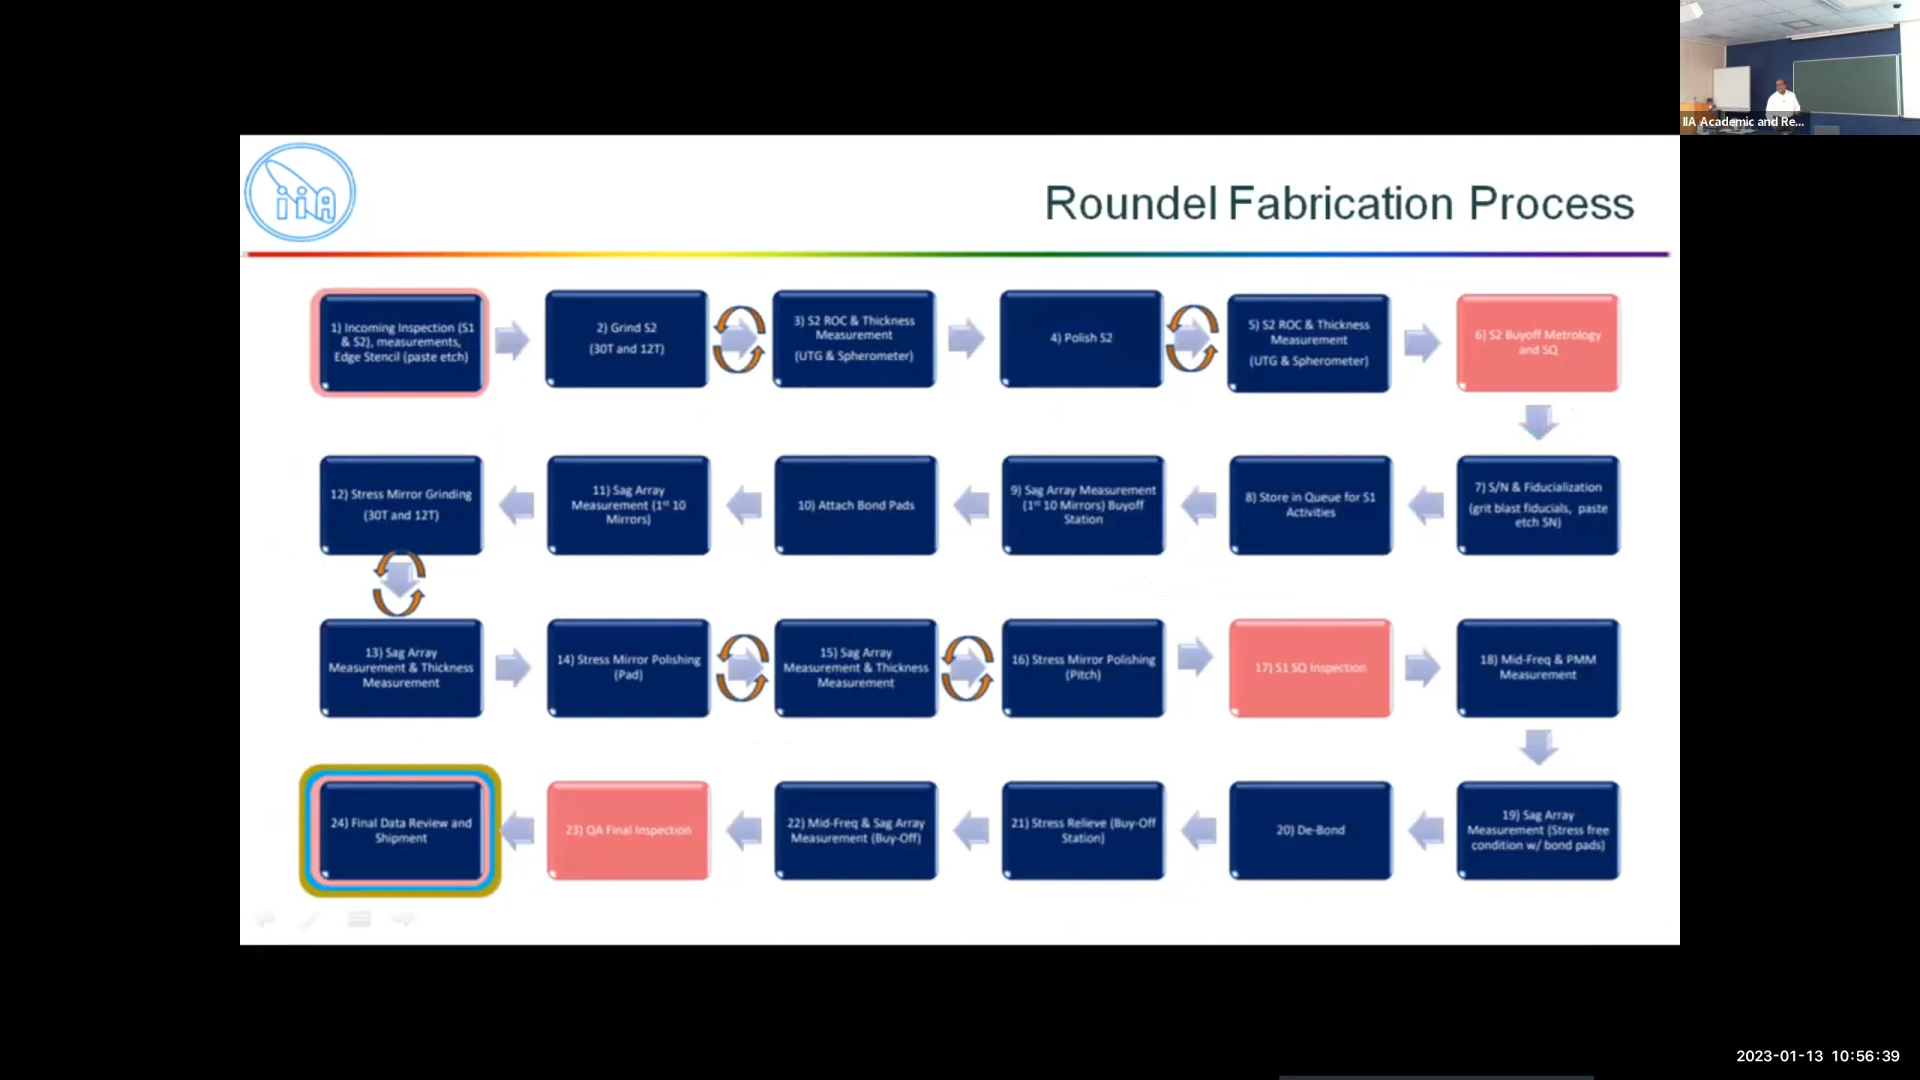 IIA Academic and Re...
iiA
Roundel Fabrication Process
1) Incoming Inspection (S1
& S2), measurements,
Edge Stencil (paste etch)
2) Grind S2
(30T and 12T)
3) S2 ROC & Thickness
Measurement
(UTG & Spherometer)
4) Polish S2
5) S2 ROC & Thickness
Measurement
(UTG & Spherometer)
6) S2 Buyoff Metrology
and SQ
7) S/N & Fiducialization
(grit blast fiducials, paste
etch SN)
8) Store in Queue for S1
Activities
9) Sag Array Measurement
(1st 10 Mirrors) Buyoff
Station
10) Attach Bond Pads
11) Sag Array
Measurement (1st 10
Mirrors)
12) Stress Mirror Grinding
(30T and 12T)
13) Sag Array
Measurement & Thickness
Measurement
14) Stress Mirror Polishing
(Pad)
15) Sag Array
Measurement & Thickness
Measurement
16) Stress Mirror Polishing
(Pitch)
17) S1 SQ Inspection
18) Mid-Freq & PMM
Measurement
19) Sag Array
Measurement (Stress free
condition w/ bond pads)
20) De-Bond
21) Stress Relieve (Buy-Off
Station)
22) Mid-Freq & Sag Array
Measurement (Buy-Off)
23) QA Final Inspection
24) Final Data Review and
Shipment
2023-01-13 10:56:39